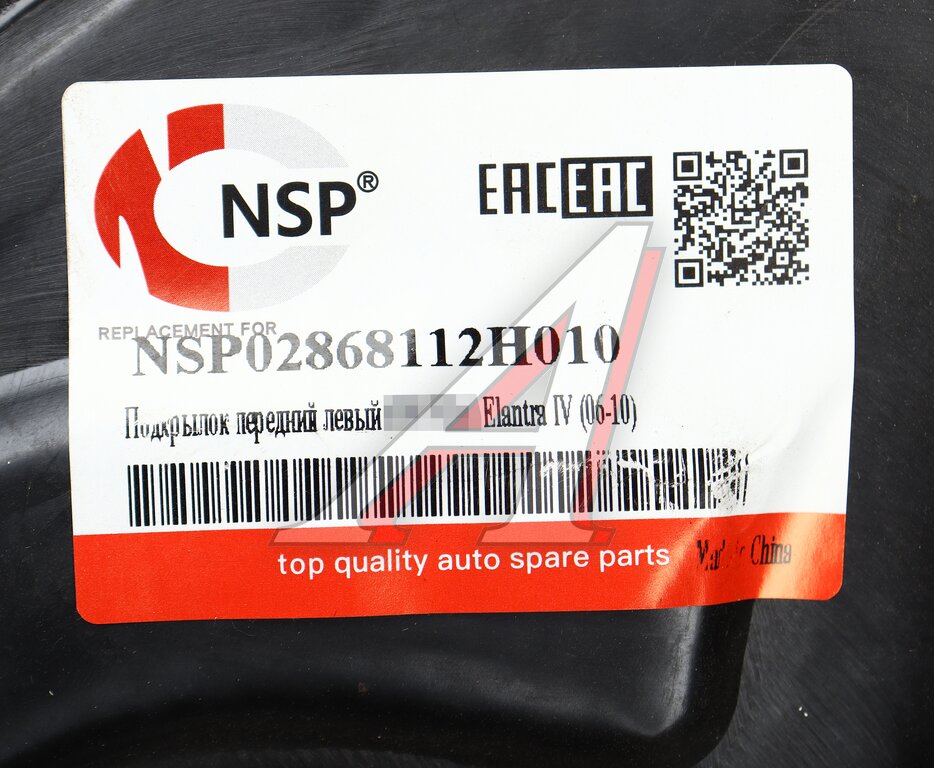 NSP®
EAC EAC
REPLACEMENT FOR
NSP02868112H010
Подкрылок передний левый Elantra IV (06-10)
top quality auto spare parts
Made in China